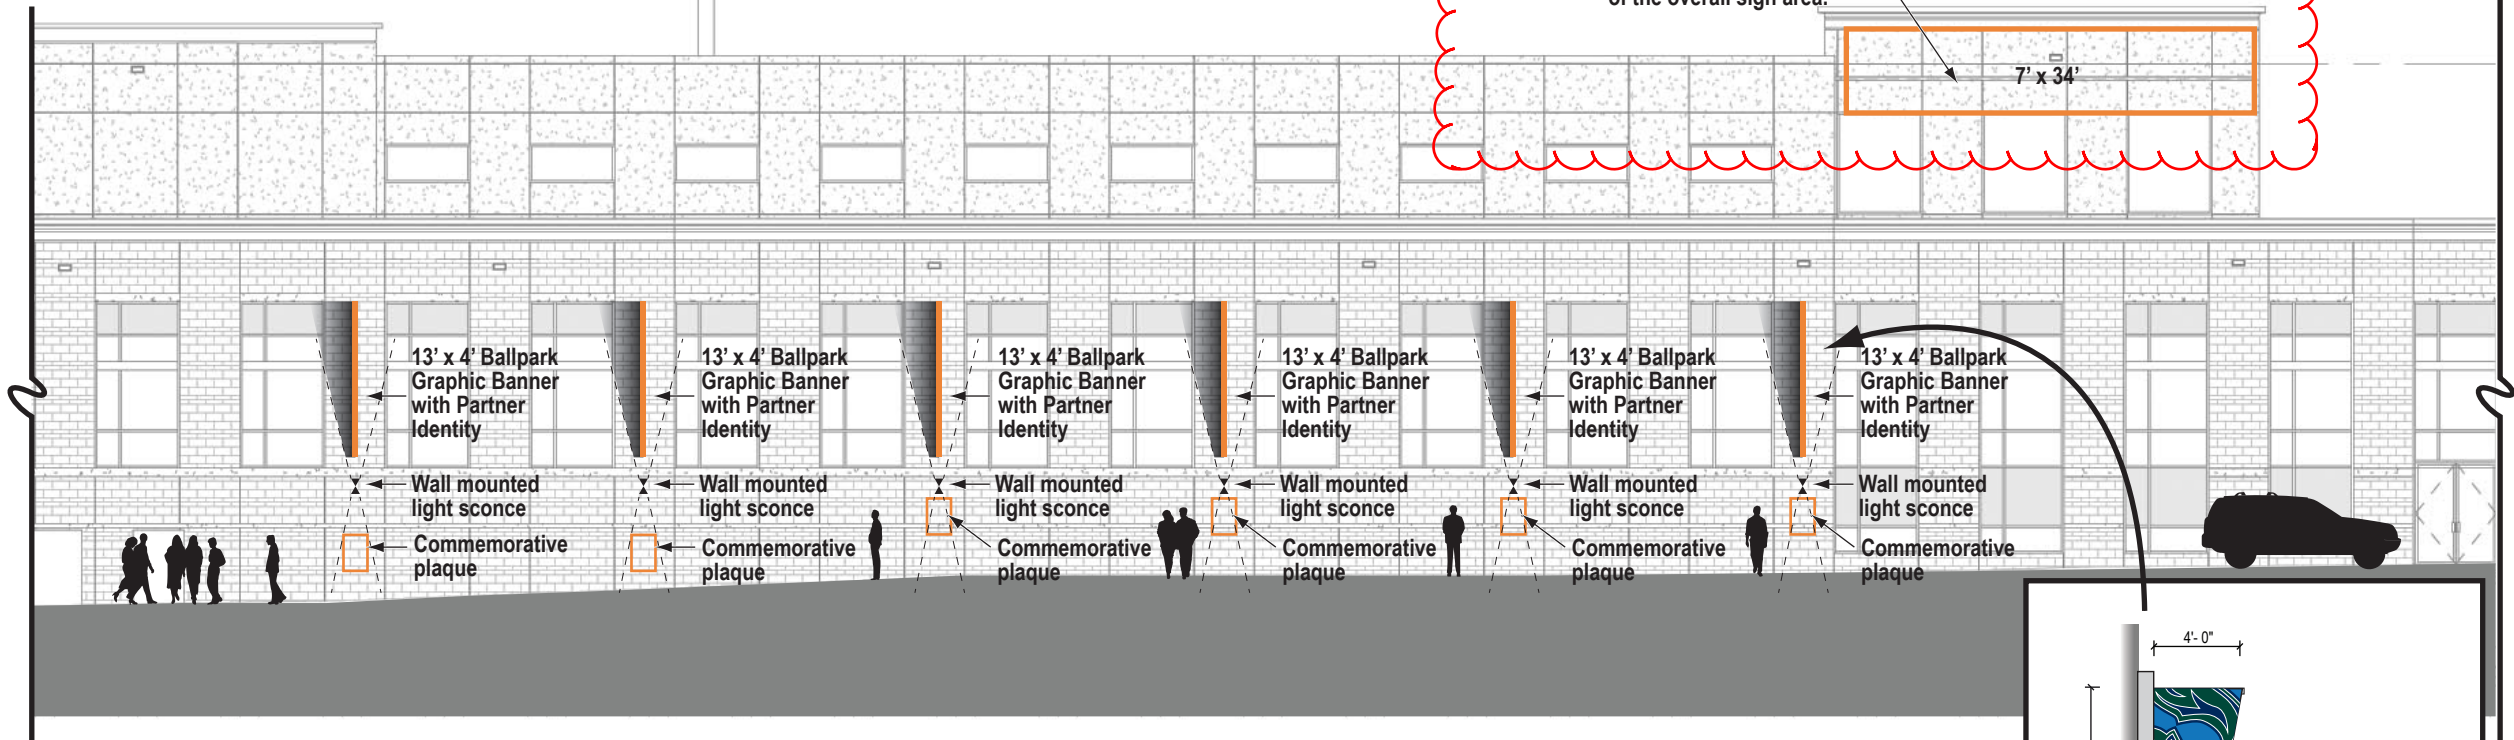 of the overall sign area.
7' x 34'
13' x 4' Ballpark
Graphic Banner
with Partner
Identity
13' x 4' Ballpark
Graphic Banner
with Partner
Identity
13' x 4' Ballpark
Graphic Banner
with Partner
Identity
13' x 4' Ballpark
Graphic Banner
with Partner
Identity
13' x 4' Ballpark
Graphic Banner
with Partner
Identity
13' x 4' Ballpark
Graphic Banner
with Partner
Identity
Wall mounted
light sconce
Wall mounted
light sconce
Wall mounted
light sconce
Wall mounted
light sconce
Wall mounted
light sconce
Wall mounted
light sconce
Commemorative
plaque
Commemorative
plaque
Commemorative
plaque
Commemorative
plaque
Commemorative
plaque
Commemorative
plaque
4'- 0"